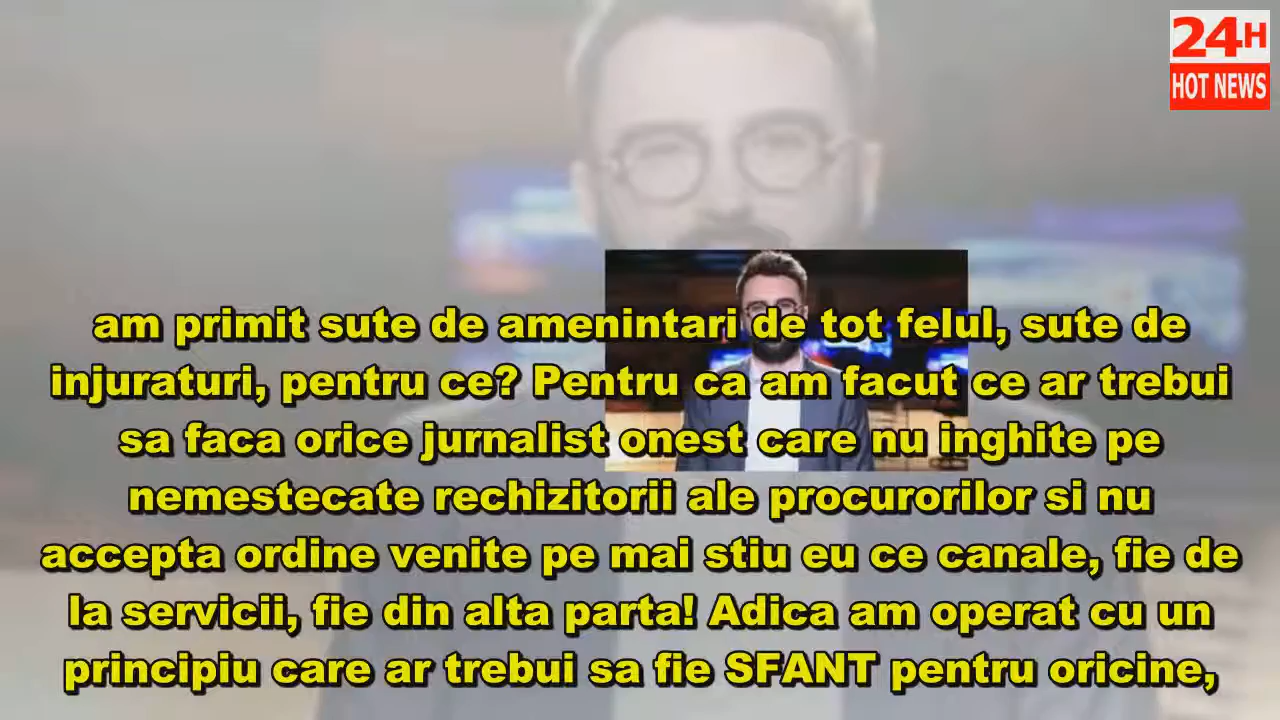 24H
HOT NEWS
am primit sute de amenintari de tot felul, sute de
injuraturi, pentru ce? Pentru ca am facut ce ar trebui
sa faca orice jurnalist onest care nu inghite pe
nemestecate rechizitorii ale procurorilor si nu
accepta ordine venite pe mai stiu eu ce canale, fie de
la servicii, fie din alta parta! Adica am operat cu un
principiu care ar trebui sa fie SFANT pentru oricine,